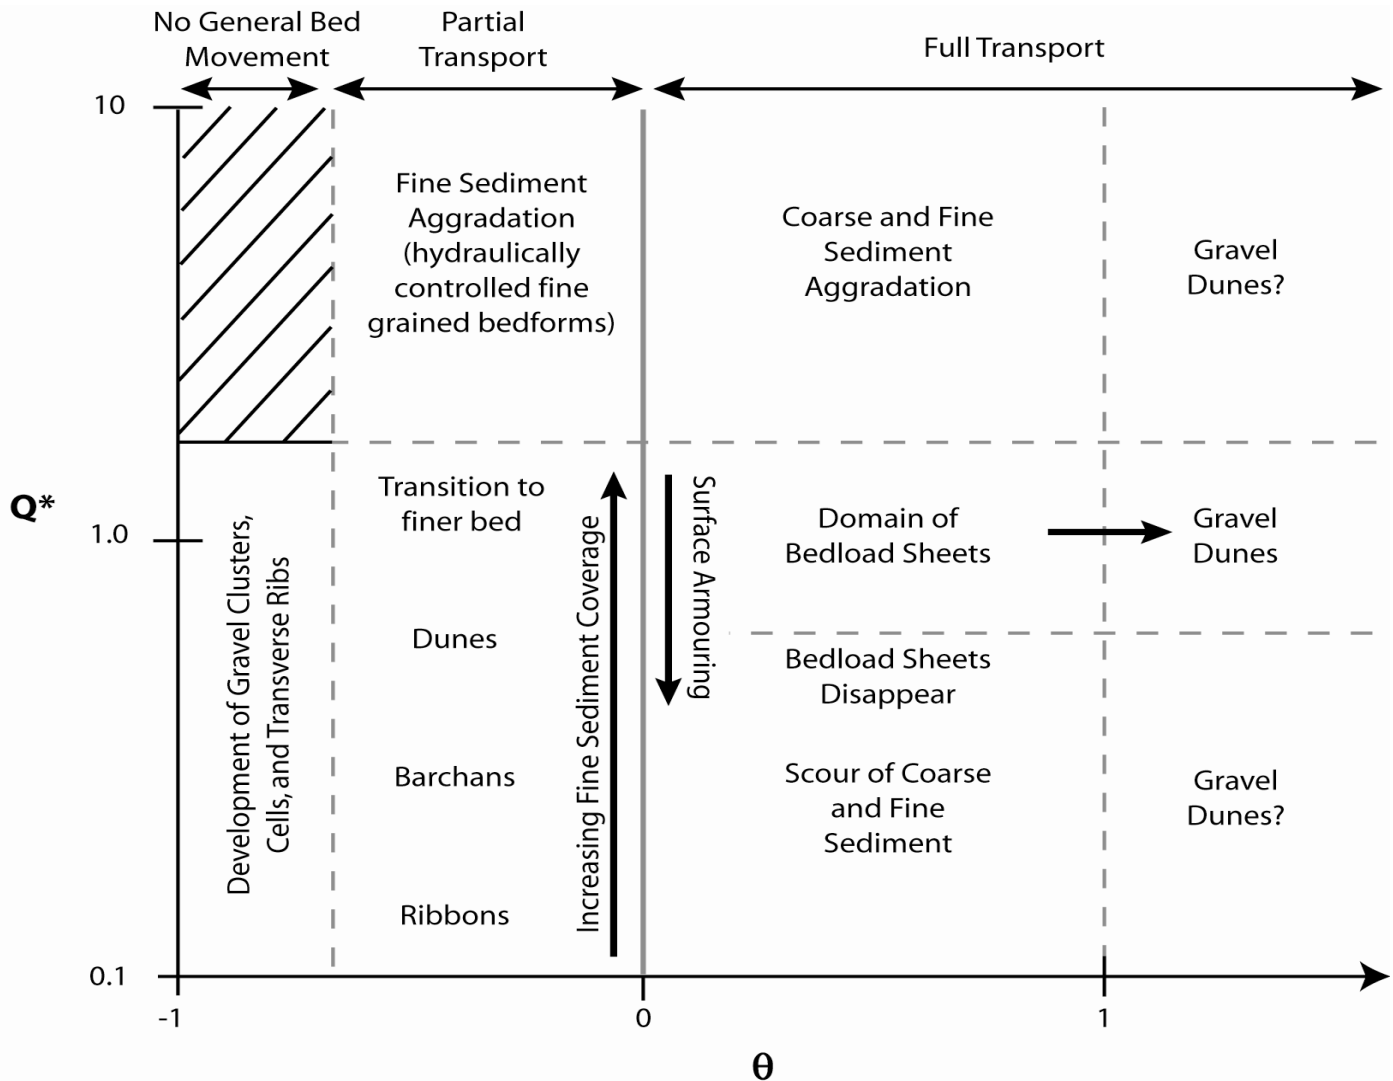 No General Bed
Movement
Partial
Transport
Full Transport
10
Fine Sediment
Aggradation
(hydraulically
controlled fine
grained bedforms)
Coarse and Fine
Sediment
Aggradation
Gravel
Dunes?
Q*
1.0
Development of Gravel Clusters,
Cells, and Transverse Ribs
Transition to
finer bed
Dunes
Barchans
Ribbons
Increasing Fine Sediment Coverage
Surface Armouring
Domain of
Bedload Sheets
Gravel
Dunes
Bedload Sheets
Disappear
Scour of Coarse
and Fine
Sediment
Gravel
Dunes?
0.1
-1
0
1
θ